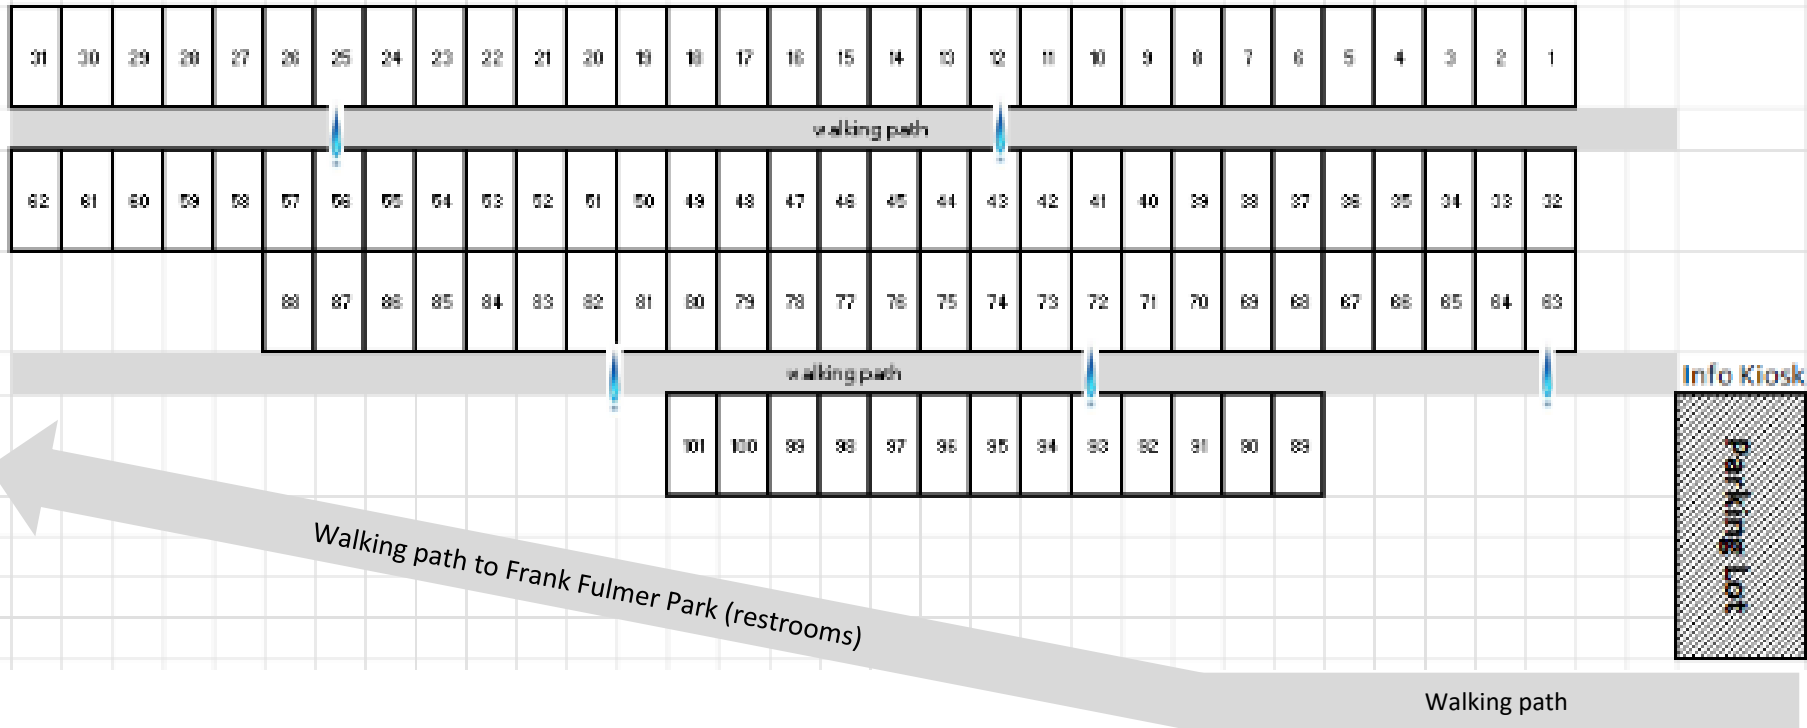 31 30 29 28 27 26 25 24 23 22 21 20 19 18 17 16 15 14 13 12 11 10 9 8 7 6 5 4 3 2 1
walking path
62 61 60 59 58 57 56 55 54 53 52 51 50 49 48 47 46 45 44 43 42 41 40 39 38 37 36 35 34 33 32
88 87 86 85 84 83 82 81 80 79 78 77 76 75 74 73 72 71 70 69 68 67 66 65 64 63
walking path
Info Kiosk
101 100 99 98 97 96 95 94 93 92 91 90 89
Parking Lot
Walking path to Frank Fulmer Park (restrooms)
Walking path